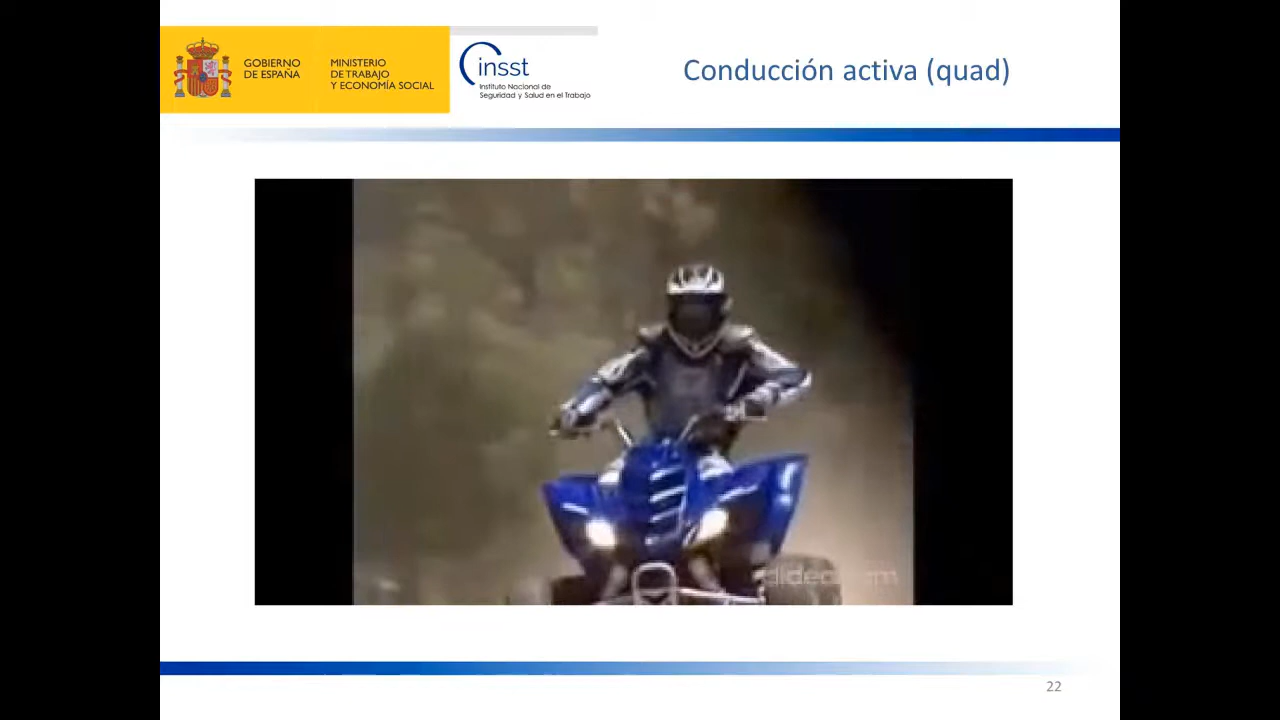 GOBIERNO
DE ESPAÑA
MINISTERIO
DE TRABAJO
Y ECONOMÍA SOCIAL
insst
Instituto Nacional de
Seguridad y Salud en el Trabajo
Conducción activa (quad)
22